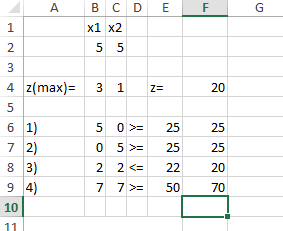 A B C D E F G
1 x1 x2
2 5 5
3
4 z(max)= 3 1 z= 20
5
6 1) 5 0 >= 25 25
7 2) 0 5 >= 25 25
8 3) 2 2 <= 22 20
9 4) 7 7 >= 50 70
10
11